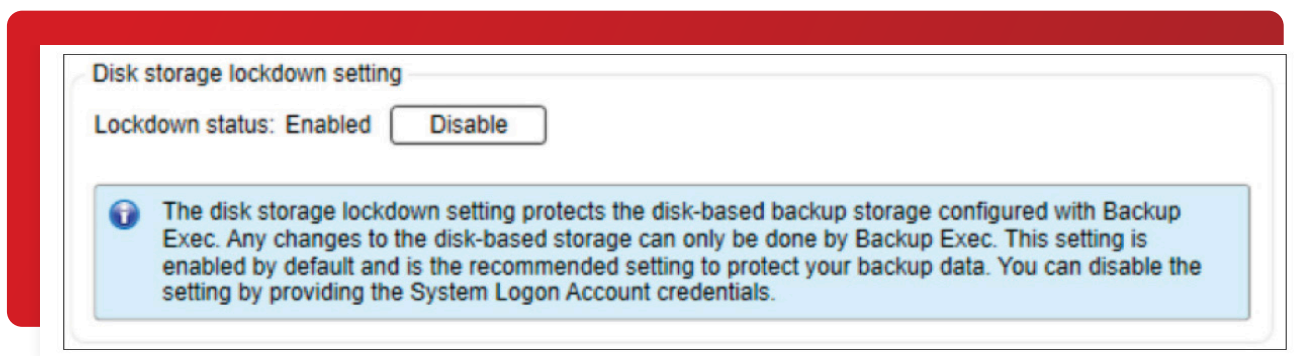 Disk storage lockdown setting
Lockdown status: Enabled Disable
The disk storage lockdown setting protects the disk-based backup storage configured with Backup
Exec. Any changes to the disk-based storage can only be done by Backup Exec. This setting is
enabled by default and is the recommended setting to protect your backup data. You can disable the
setting by providing the System Logon Account credentials.